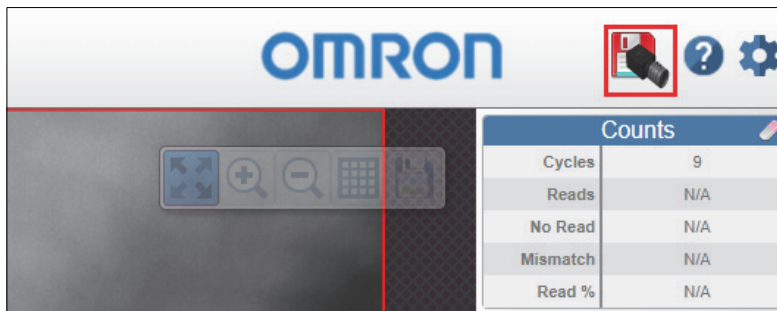 OMRON
?
Counts
Cycles 9
Reads N/A
No Read N/A
Mismatch N/A
Read % N/A